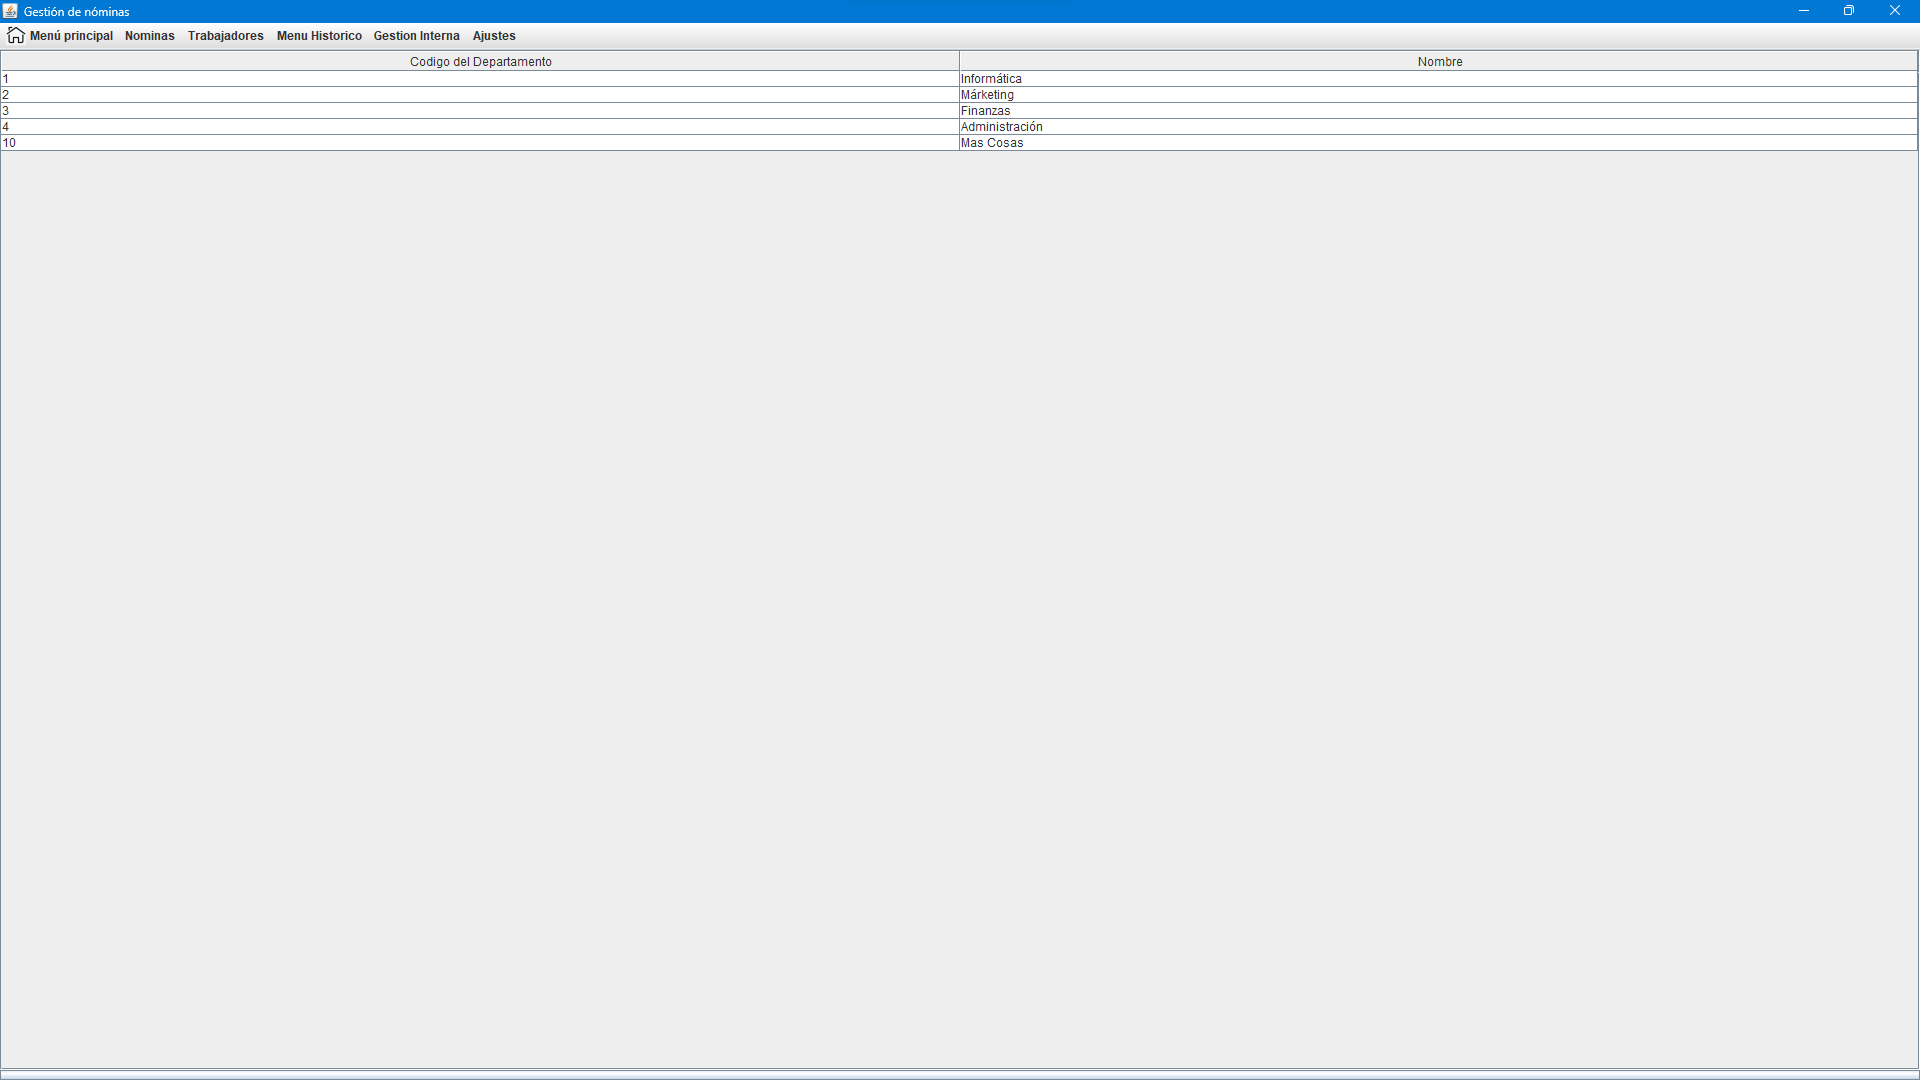 Gestión de nóminas
Menú principal Nominas Trabajadores Menu Historico Gestion Interna Ajustes
Codigo del Departamento Nombre
1 Informática
2 Márketing
3 Finanzas
4 Administración
10 Mas Cosas